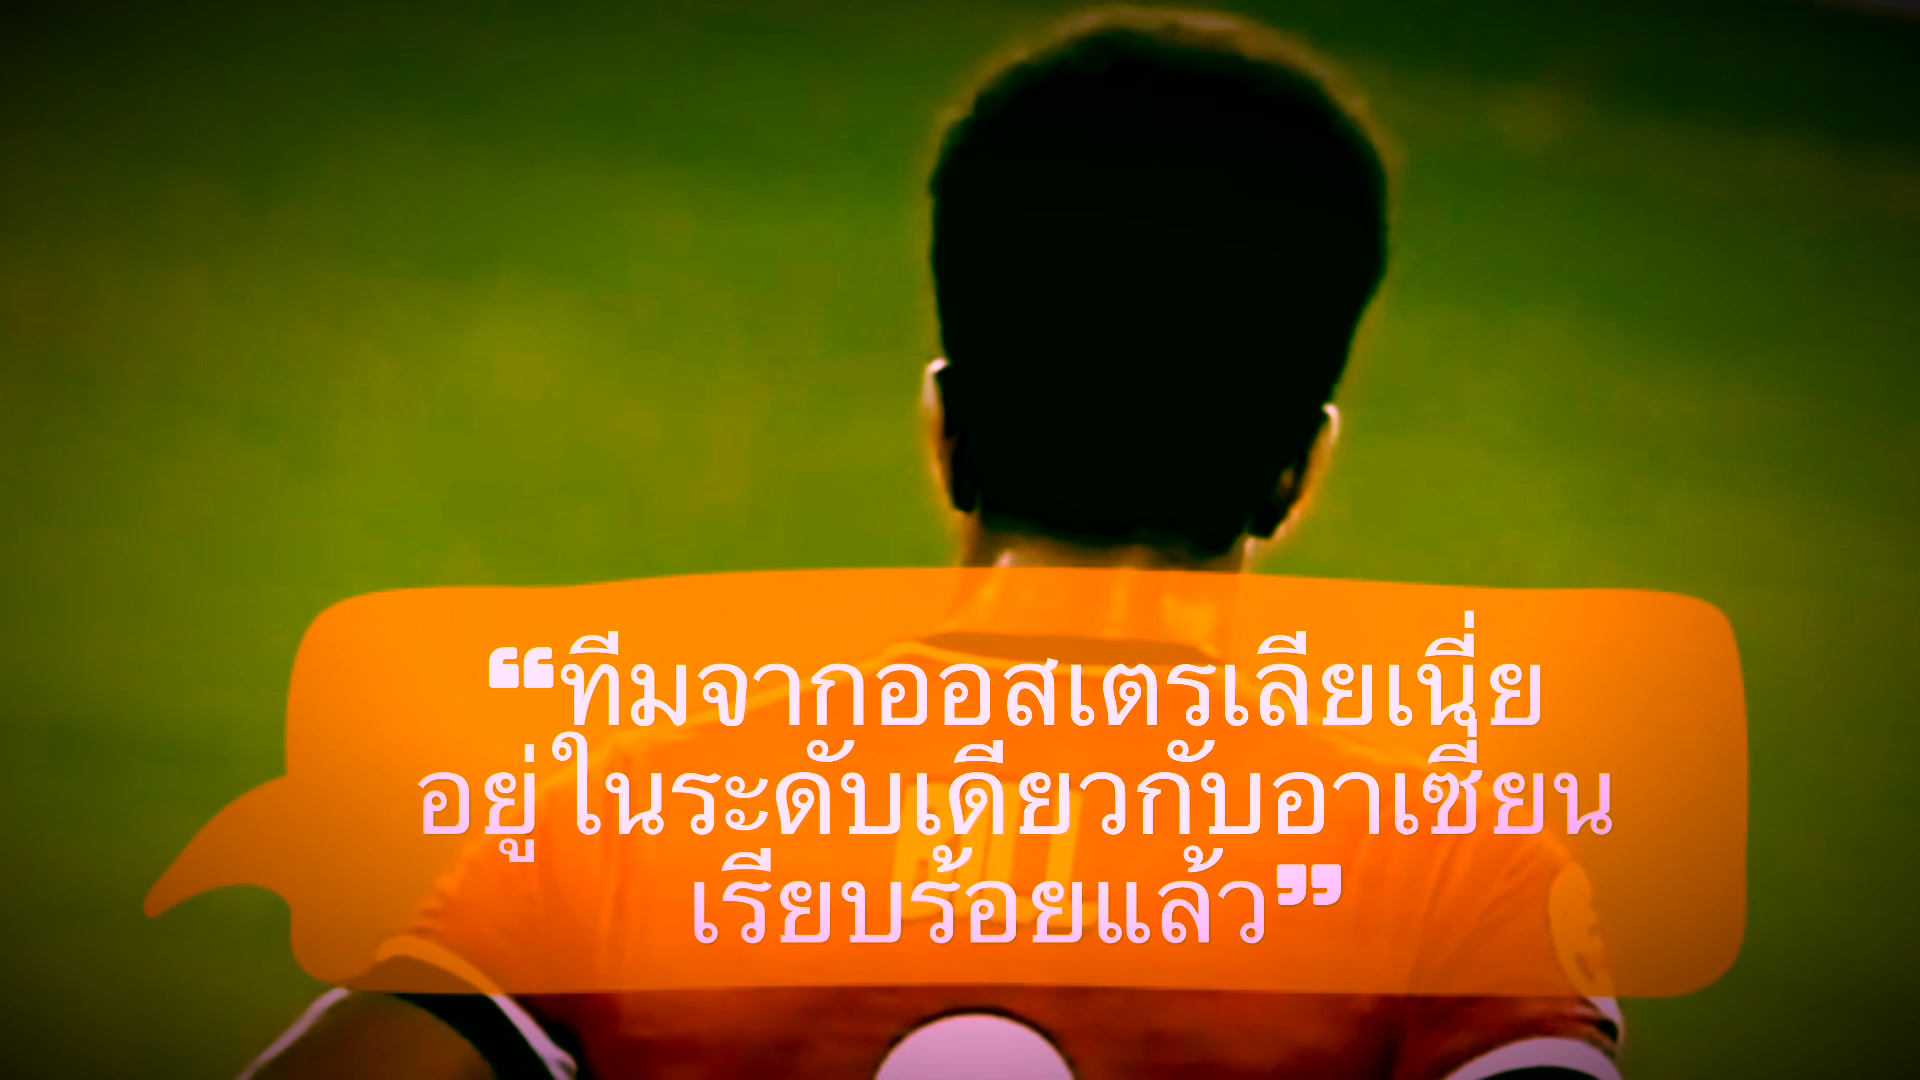 “ทีมจากออสเตรเลียเนี่ย
อยู่ในระดับเดียวกับอาเซียน
เรียบร้อยแล้ว”